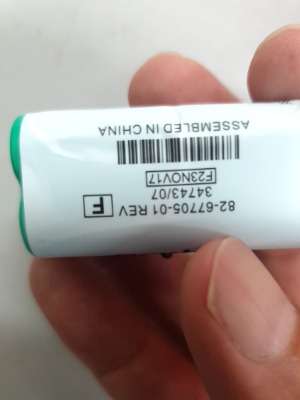 82-67705-01 REV F
34743/07
F23NOV17
ASSEMBLED IN CHINA